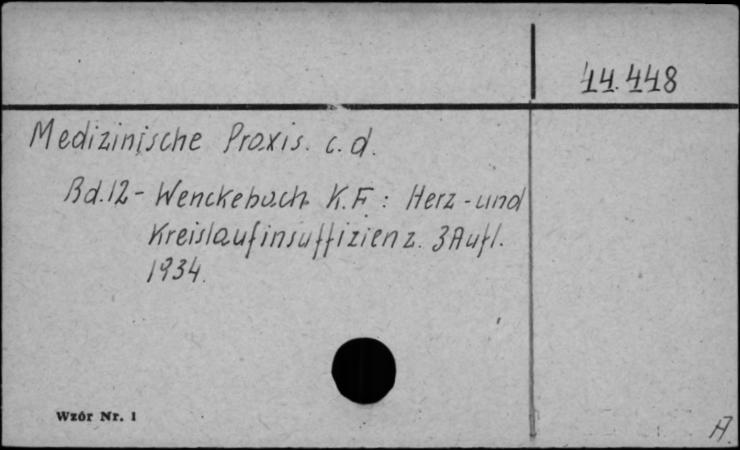 44.448
Medizinische Praxis. c.d.
Bd.12 - Wenckebach K.F : Herz - und
Kreislaufinsuffizienz. 3Aufl.
1934.
Wzór Nr. 1
A.